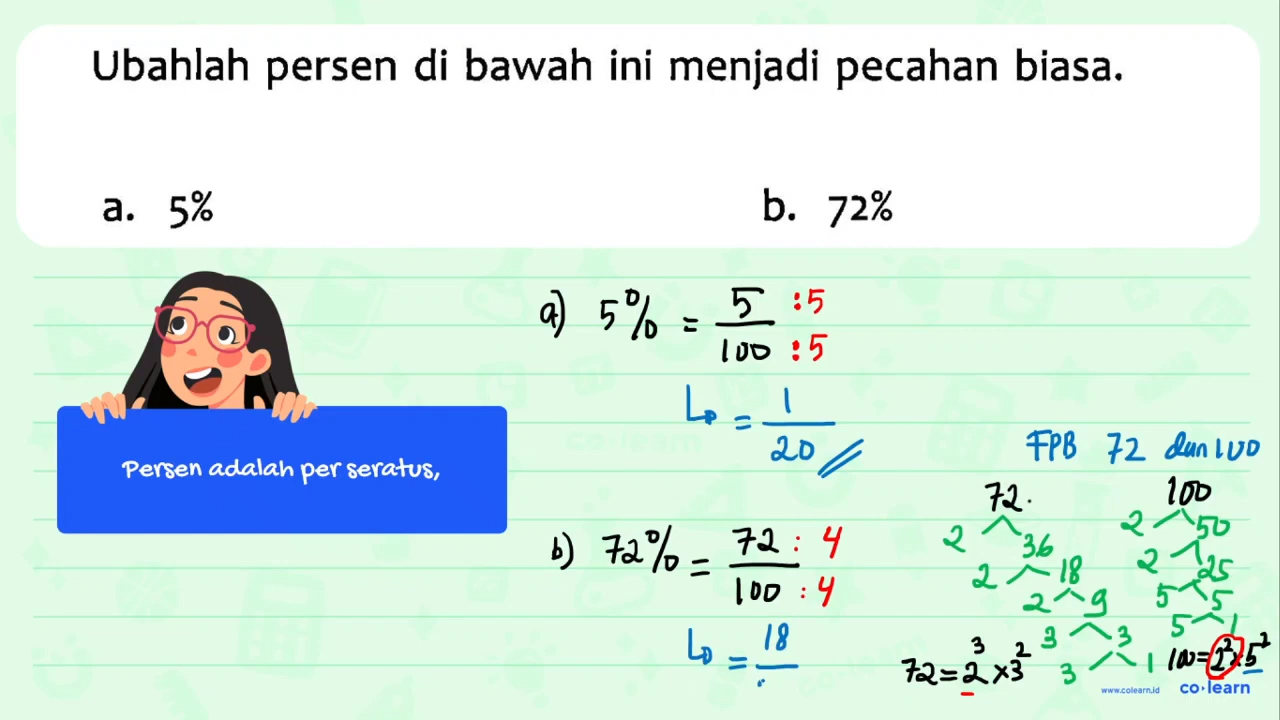 Ubahlah persen di bawah ini menjadi pecahan biasa.
a. 5%
b. 72%
Persen adalah per seratus,
a) 5% = 5/100 :5 :5
= 1/20
b) 72% = 72/100 : 4 : 4
= 18
FPB 72 dan 100
72
2 36
2 18
2 9
3 3
3 1
72 = 2³ × 3²
100
2 50
2 25
5 5
5 1
100 = 2² × 5²
www.colearn.id
co·learn
co·learn